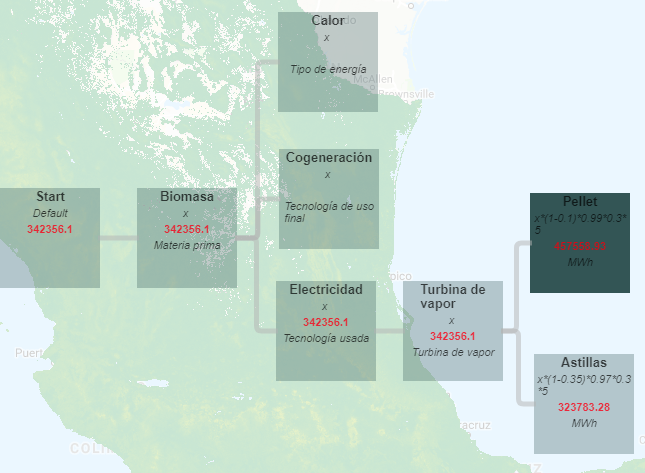 Calor
x
Tipo de energía
McAllen
Brownsville
Cogeneración
x
Tecnología de uso
final
Start
Default
342356.1
Biomasa
x
342356.1
Materia prima
Electricidad
x
342356.1
Tecnología usada
Turbina de
vapor
x
342356.1
Turbina de vapor
Pellet
x*(1-0.1)*0.99*0.3*
5
MWh
Astillas
x*(1-0.35)*0.97*0.3
*5
323783.28
MWh
Puert
COLI